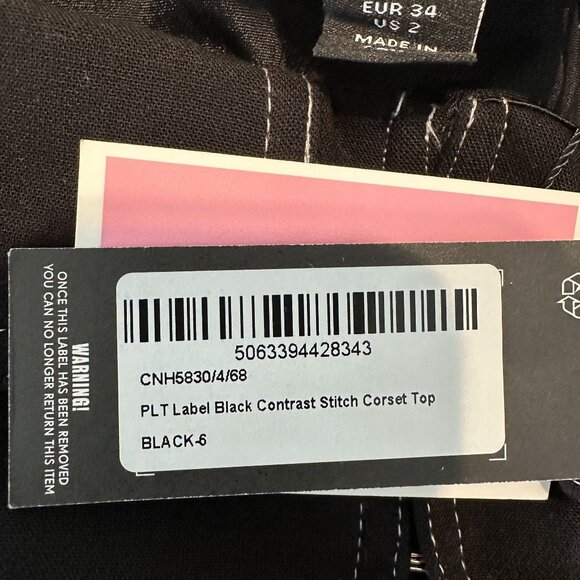 EUR 34
US 2
MADE IN
5063394428343
CNH5830/4/68
PLT Label Black Contrast Stitch Corset Top
BLACK-6
WARNING!
ONCE THIS LABEL HAS BEEN REMOVED
YOU CAN NO LONGER RETURN THIS ITEM